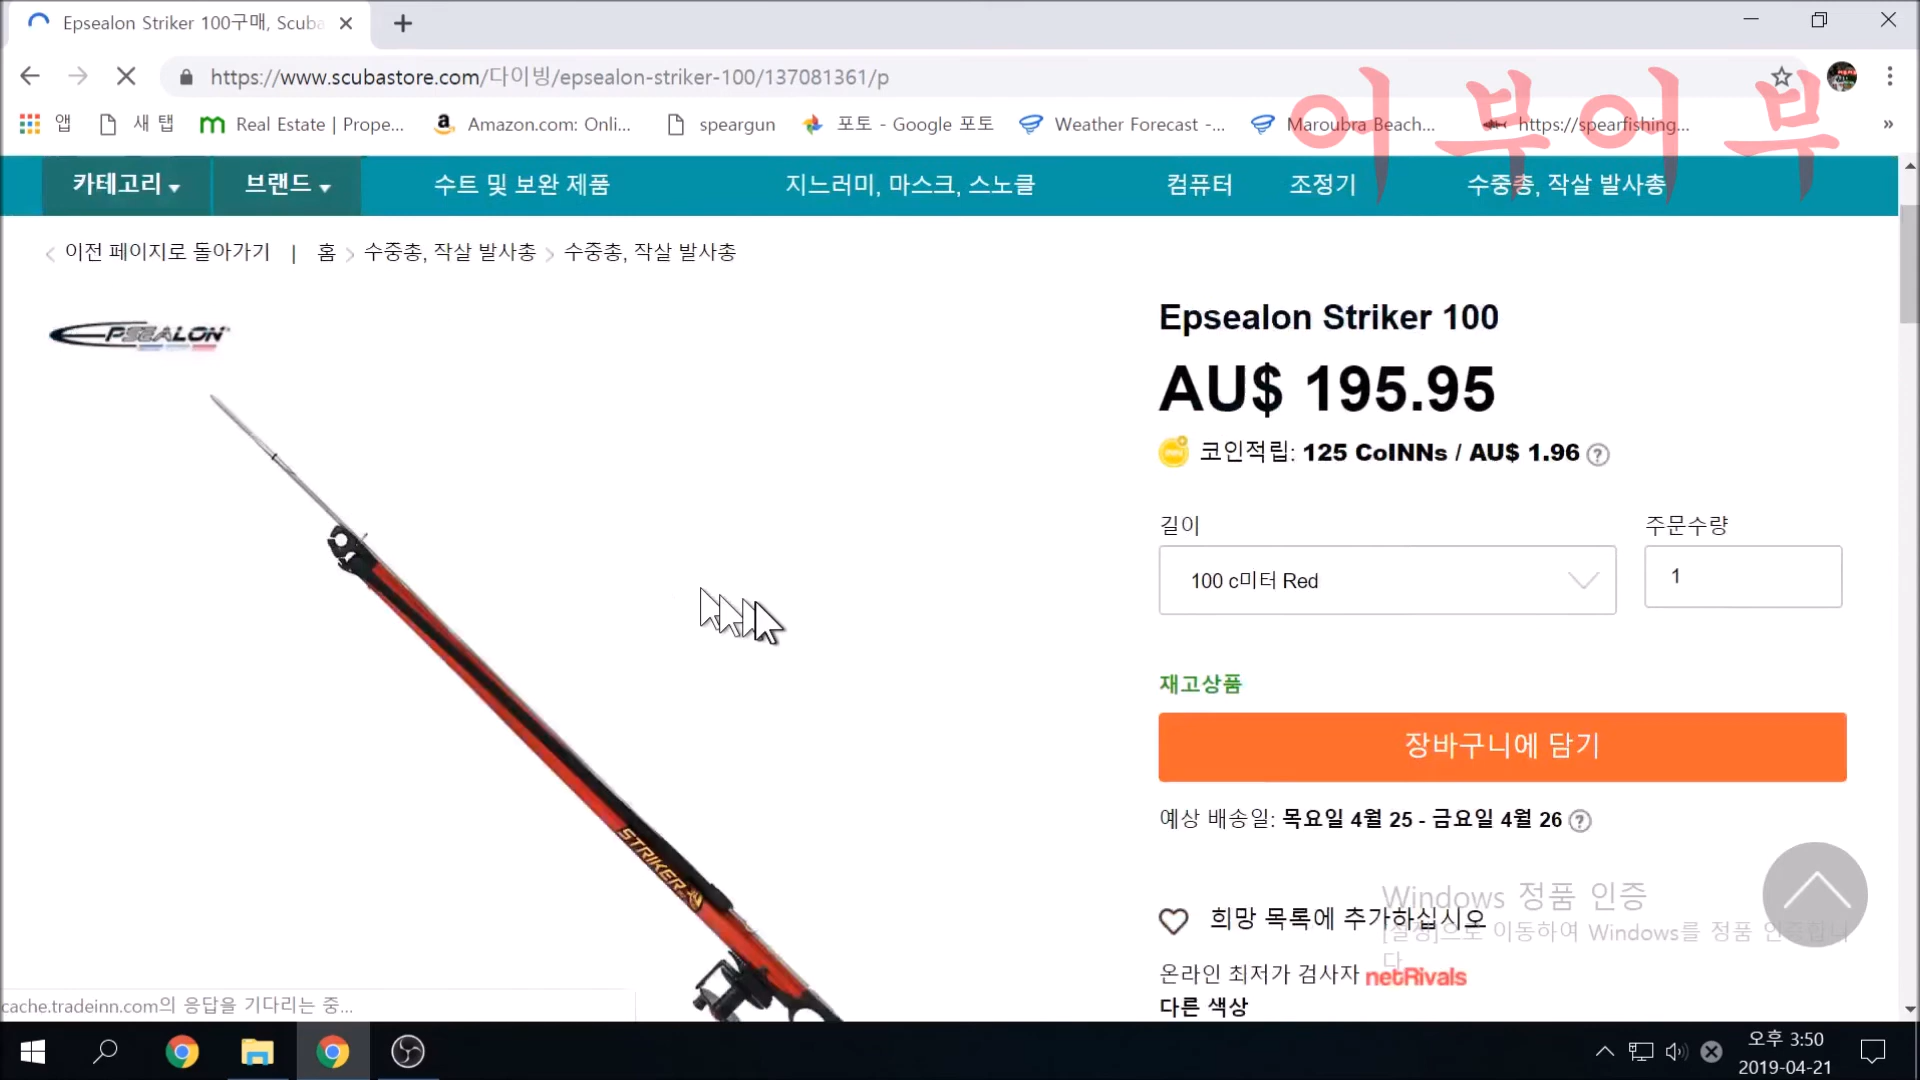 Epsealon Striker 100구매, Scuba
https://www.scubastore.com/다이빙/epsealon-striker-100/137081361/p
앱 새 탭 Real Estate | Prope... Amazon.com: Onli... speargun 포토 - Google 포토 Weather Forecast -... Maroubra Beach... https://spearfishing... »
어 부 어 부
카테고리 브랜드 수트 및 보완 제품 지느러미, 마스크, 스노클 컴퓨터 조정기 수중총, 작살 발사총
이전 페이지로 돌아가기 | 홈 > 수중총, 작살 발사총 > 수중총, 작살 발사총
EPSEALON
Epsealon Striker 100
AU$ 195.95
코인적립: 125 CoINNs / AU$ 1.96 ?
길이 주문수량
100 c미터 Red 1
재고상품
장바구니에 담기
예상 배송일: 목요일 4월 25 - 금요일 4월 26 ?
STRIKER
Windows 정품 인증
희망 목록에 추가하십시오
[설정]으로 이동하여 Windows를 정품 인증합니
다.
온라인 최저가 검사자 netRivals
다른 색상
cache.tradeinn.com의 응답을 기다리는 중...
오후 3:50
2019-04-21